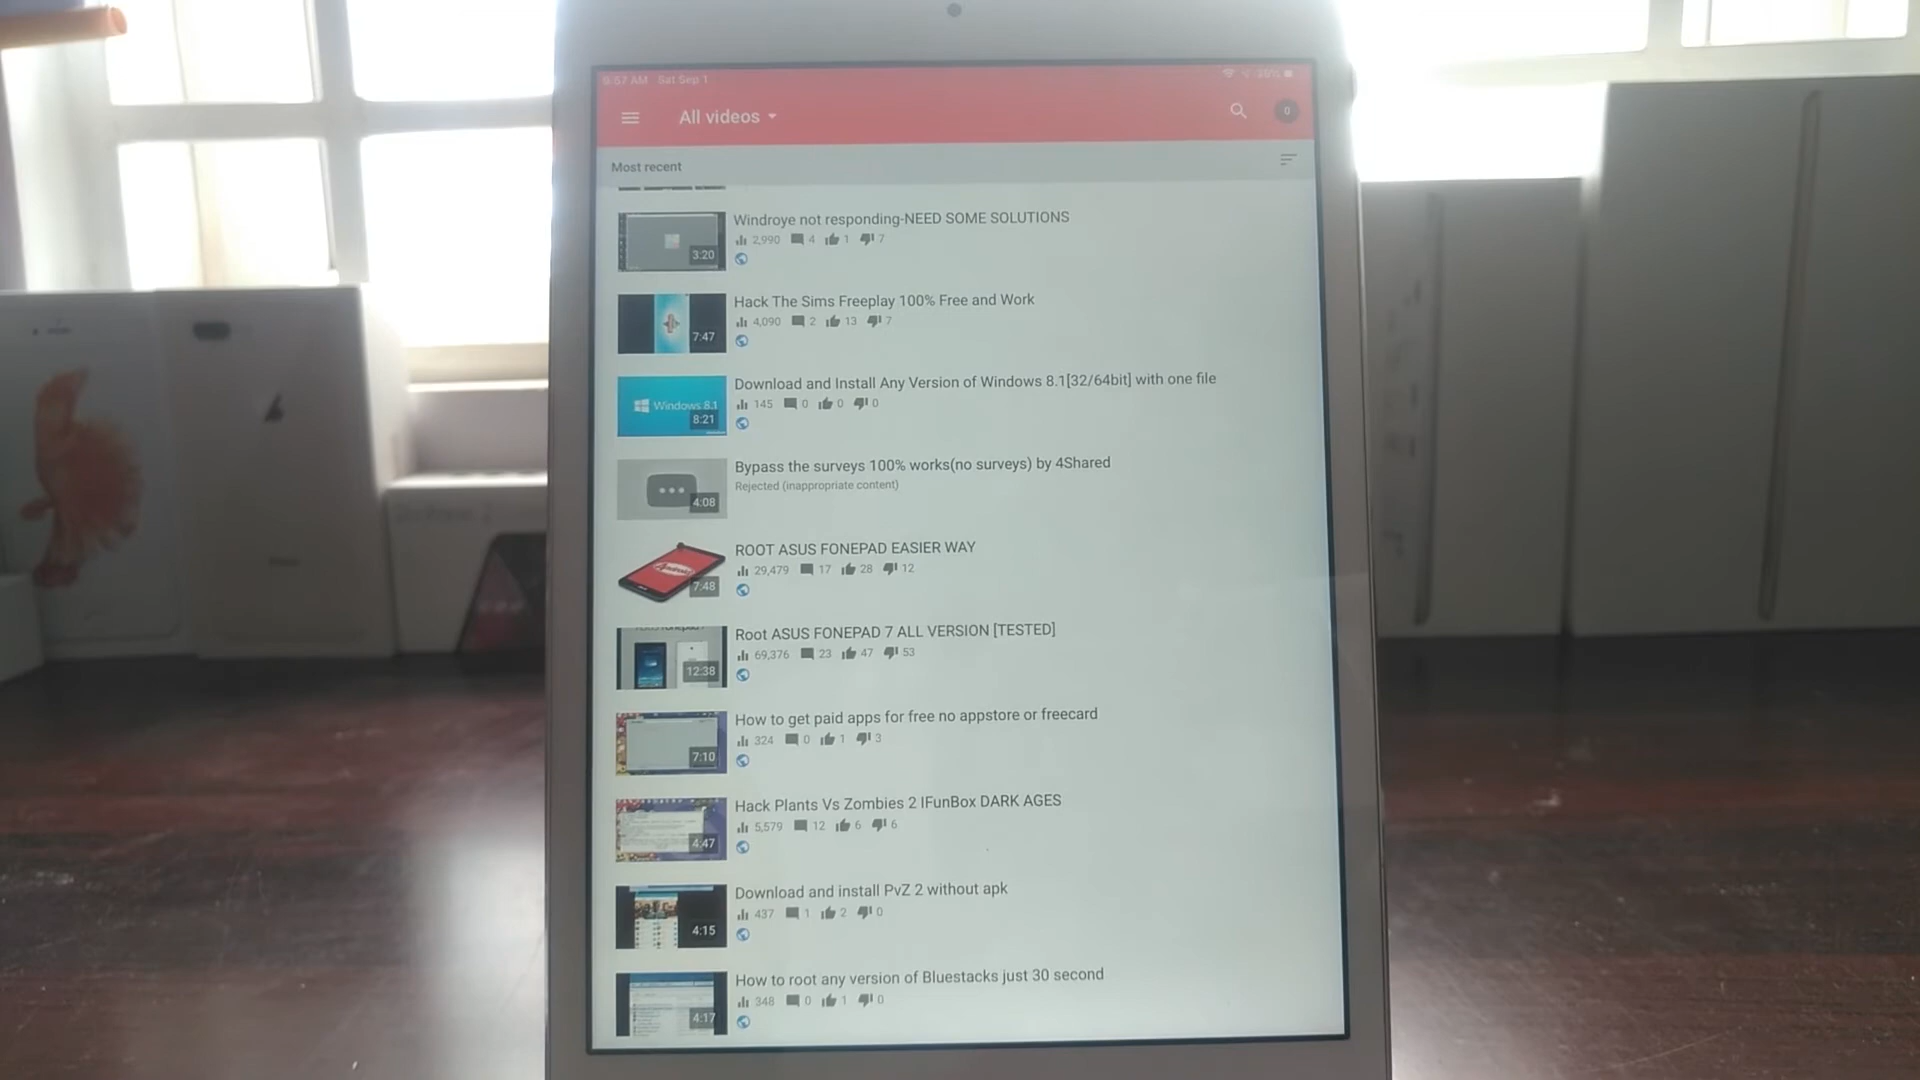 9:57 AM Sat Sep 1
All videos
0
Most recent
Windroye not responding-NEED SOME SOLUTIONS
3:20
2,990 4 1 7
Hack The Sims Freeplay 100% Free and Work
7:47
4,090 2 13 7
Download and Install Any Version of Windows 8.1[32/64bit] with one file
Windows 8.1
8:21
145 0 0 0
Bypass the surveys 100% works(no surveys) by 4Shared
4:08
Rejected (inappropriate content)
ROOT ASUS FONEPAD EASIER WAY
7:48
29,479 17 28 12
Root ASUS FONEPAD 7 ALL VERSION [TESTED]
12:38
69,376 23 47 53
How to get paid apps for free no appstore or freecard
7:10
324 0 1 3
Hack Plants Vs Zombies 2 IFunBox DARK AGES
4:47
5,579 12 6 6
Download and install PvZ 2 without apk
4:15
437 1 2 0
How to root any version of Bluestacks just 30 second
4:17
348 0 1 0